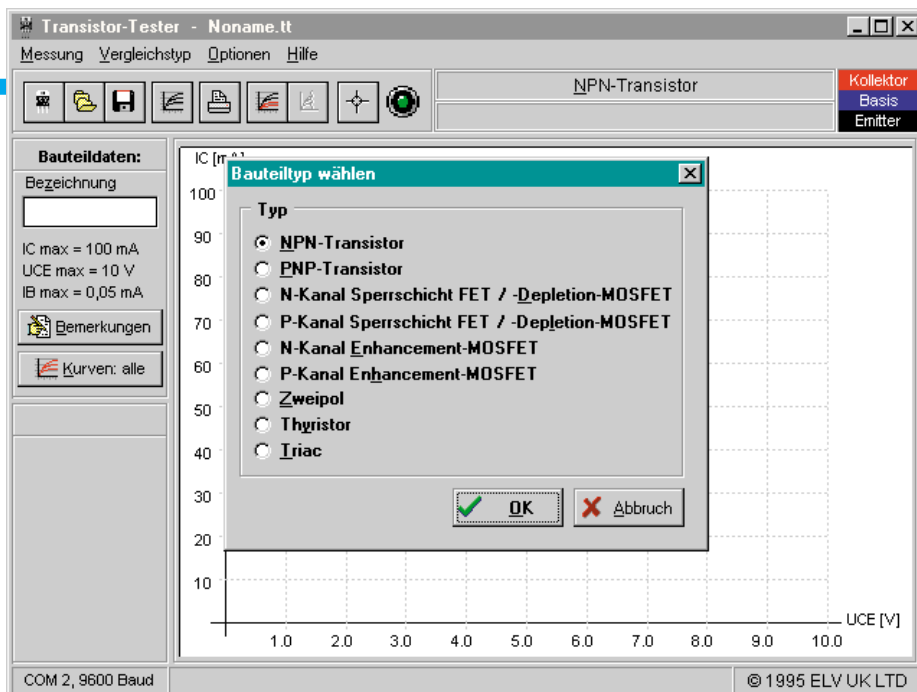 Transistor-Tester - Noname.tt
Messung Vergleichstyp Optionen Hilfe
NPN-Transistor
Kollektor
Basis
Emitter
Bauteildaten:
Bezeichnung
IC max = 100 mA
UCE max = 10 V
IB max = 0,05 mA
Bemerkungen
Kurven: alle
IC [mA]
100
90
80
70
60
50
40
30
20
10
1.0 2.0 3.0 4.0 5.0 6.0 7.0 8.0 9.0 10.0
UCE [V]
Bauteiltyp wählen
Typ
NPN-Transistor
PNP-Transistor
N-Kanal Sperrschicht FET / -Depletion-MOSFET
P-Kanal Sperrschicht FET / -Depletion-MOSFET
N-Kanal Enhancement-MOSFET
P-Kanal Enhancement-MOSFET
Zweipol
Thyristor
Triac
OK
Abbruch
COM 2, 9600 Baud
© 1995 ELV UK LTD